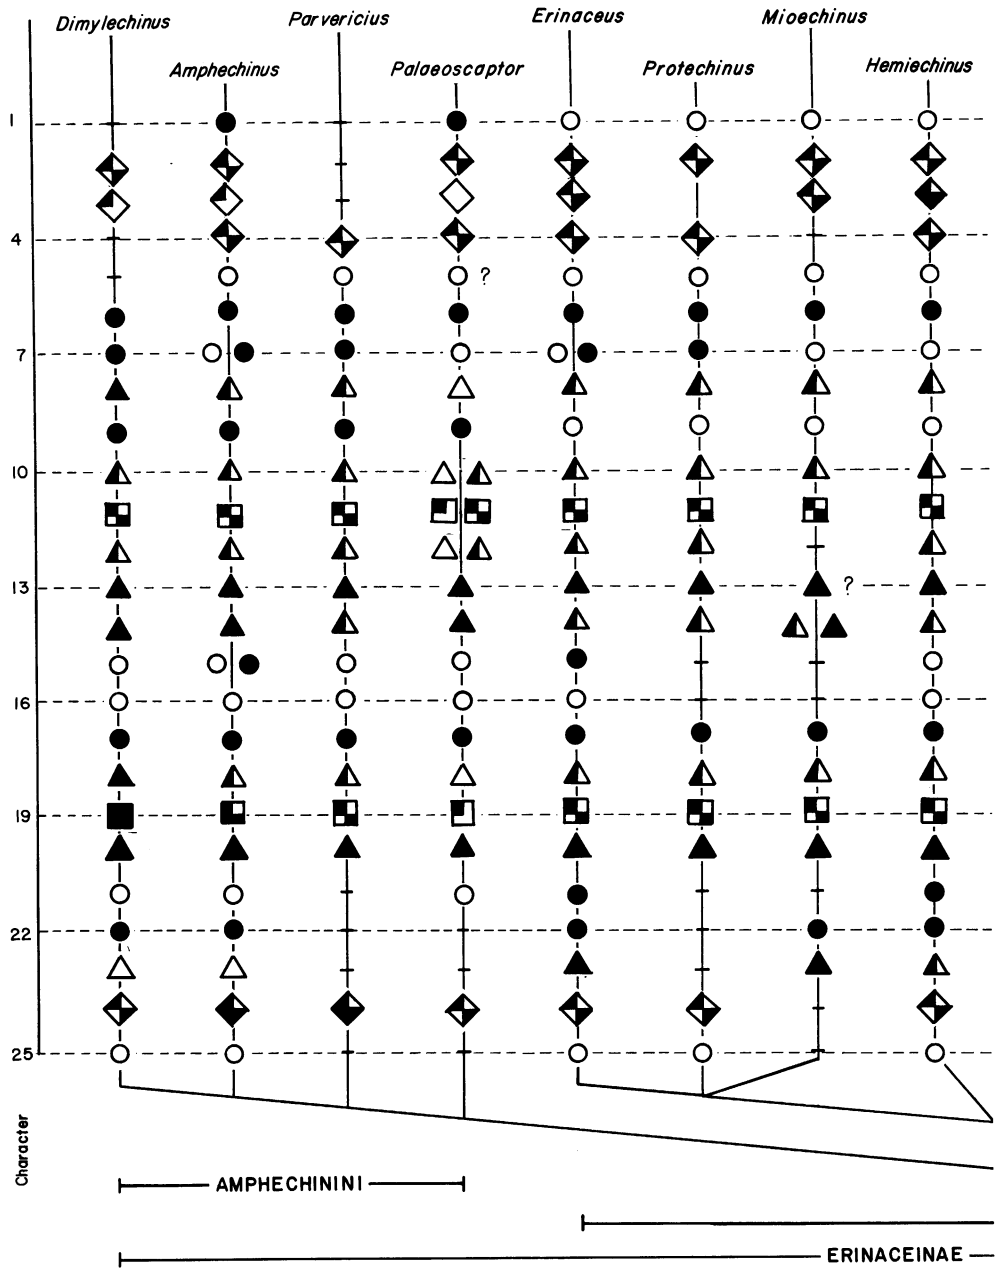 Dimylechinus
Parvericius
Erinaceus
Mioechinus
Amphechinus
Palaeoscaptor
Protechinus
Hemiechinus
1
4
?
7
10
13
?
16
19
22
25
Character
AMPHECHININI
ERINACEINAE